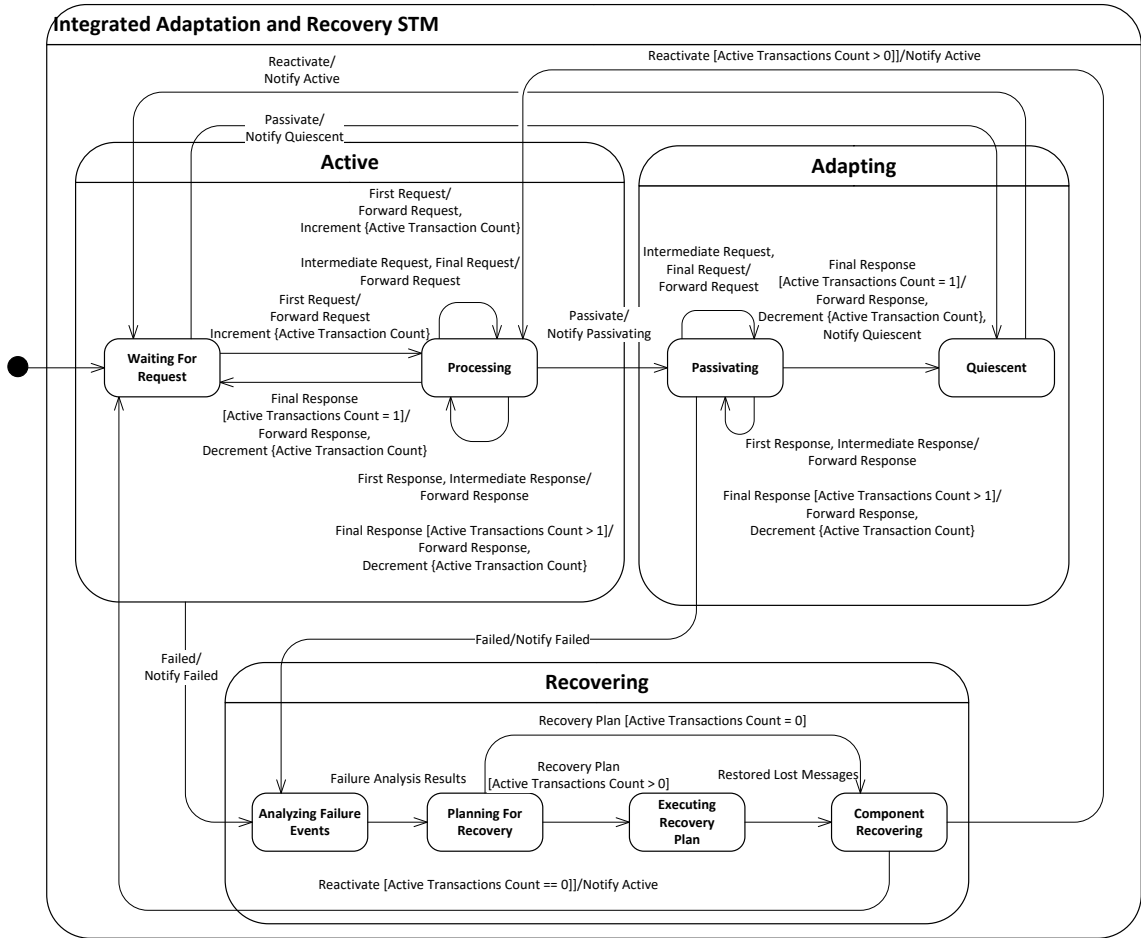 Integrated Adaptation and Recovery STM
Reactivate/
Notify Active
Reactivate [Active Transactions Count > 0]]/Notify Active
Passivate/
Notify Quiescent
Active
Adapting
First Request/
Forward Request,
Increment {Active Transaction Count}
Intermediate Request, Final Request/
Forward Request
First Request/
Forward Request
Increment {Active Transaction Count}
Passivate/
Notify Passivating
Intermediate Request,
Final Request/
Forward Request
Final Response
[Active Transactions Count = 1]/
Forward Response,
Decrement {Active Transaction Count},
Notify Quiescent
Waiting For
Request
Processing
Passivating
Quiescent
Final Response
[Active Transactions Count = 1]/
Forward Response,
Decrement {Active Transaction Count}
First Response, Intermediate Response/
Forward Response
Final Response [Active Transactions Count > 1]/
Forward Response,
Decrement {Active Transaction Count}
First Response, Intermediate Response/
Forward Response
Final Response [Active Transactions Count > 1]/
Forward Response,
Decrement {Active Transaction Count}
Failed/Notify Failed
Failed/
Notify Failed
Recovering
Recovery Plan [Active Transactions Count = 0]
Failure Analysis Results
Recovery Plan
[Active Transactions Count > 0]
Restored Lost Messages
Analyzing Failure
Events
Planning For
Recovery
Executing
Recovery
Plan
Component
Recovering
Reactivate [Active Transactions Count == 0]]/Notify Active